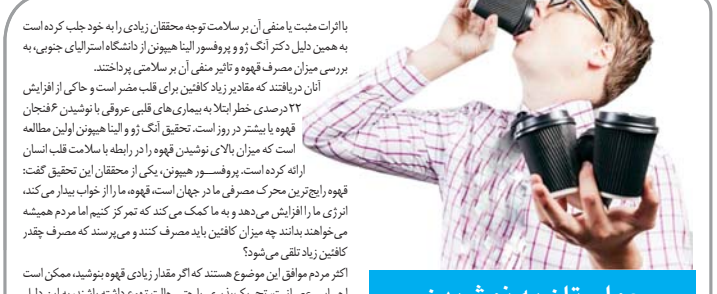 با اثرات مثبت یا منفی آن بر سلامت توجه محققان زیادی را به خود جلب کرده است
به همین دلیل دکتر آنگ ژو و پروفسور الینا هیپونن از دانشگاه استرالیای جنوبی، به
بررسی میزان مصرف قهوه و تاثیر منفی آن بر سلامتی پرداختند.
آنان دریافتند که مقادیر زیاد کافئین برای قلب مضر است و حاکی از افزایش
۲۲ درصدی خطر ابتلا به بیماری‌های قلبی عروقی با نوشیدن ۶ فنجان
قهوه یا بیشتر در روز است. تحقیق آنگ ژو و الینا هیپونن اولین مطالعه
است که میزان بالای نوشیدن قهوه را در رابطه با سلامت قلب انسان
ارائه کرده است. پروفســور هیپونن، یکی از محققان این تحقیق گفت:
قهوه رایج‌ترین محرک مصرفی ما در جهان است، قهوه، ما را از خواب بیدار می‌کند،
انرژی ما را افزایش می‌دهد و به ما کمک می‌کند که تمرکز کنیم اما مردم همیشه
می‌خواهند بدانند چه میزان کافئین باید مصرف کنند و می‌پرسند که مصرف چقدر
کافئین زیاد تلقی می‌شود؟
اکثر مردم موافق این موضوع هستند که اگر مقدار زیادی قهوه بنوشید، ممکن است